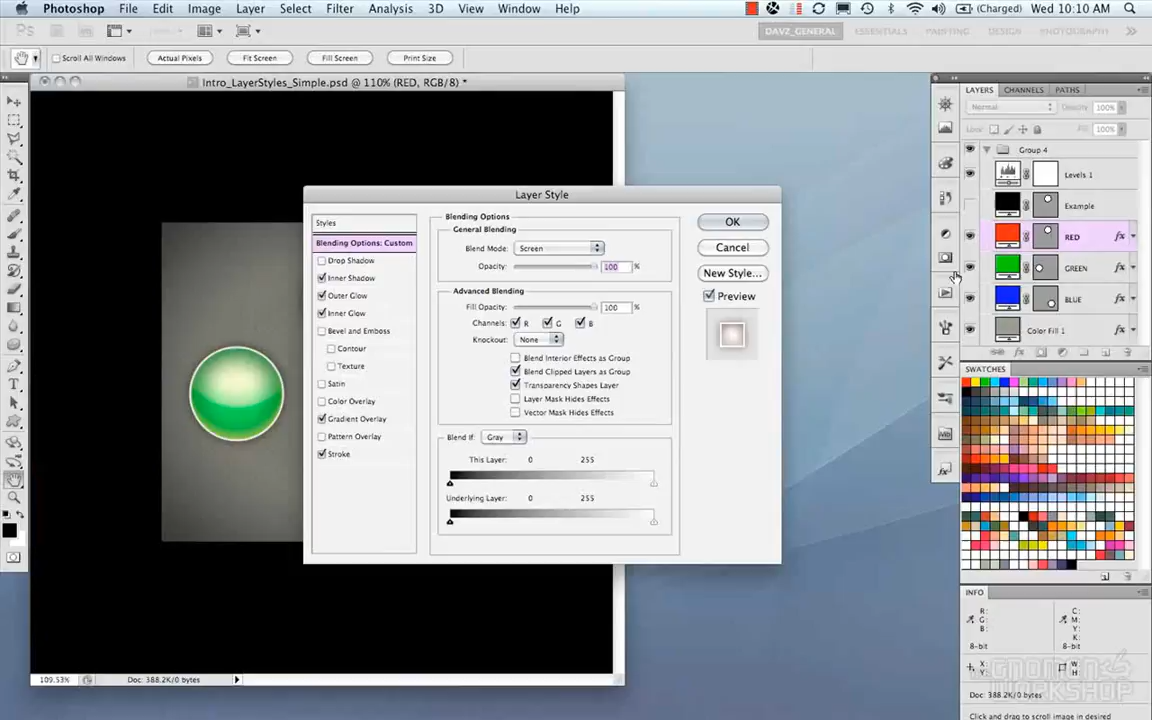 Photoshop File Edit Image Layer Select Filter Analysis 3D View Window Help (Charged) Wed 10:10 AM
DAVZ_GENERAL ESSENTIALS PAINTING DESIGN PHOTOGRAPHY
Scroll All Windows Actual Pixels Fit Screen Fill Screen Print Size
Intro_LayerStyles_Simple.psd @ 110% (RED, RGB/8) *
LAYERS CHANNELS PATHS
Normal Opacity: 100%
Lock: Fill: 100%
Group 4
Levels 1
Example
RED fx
GREEN fx
BLUE fx
Color Fill 1
Layer Style
Styles
Blending Options: Custom
Drop Shadow
Inner Shadow
Outer Glow
Inner Glow
Bevel and Emboss
Contour
Texture
Satin
Color Overlay
Gradient Overlay
Pattern Overlay
Stroke
Blending Options
General Blending
Blend Mode: Screen
Opacity: 100 %
Advanced Blending
Fill Opacity: 100 %
Channels: R G B
Knockout: None
Blend Interior Effects as Group
Blend Clipped Layers as Group
Transparency Shapes Layer
Layer Mask Hides Effects
Vector Mask Hides Effects
Blend If: Gray
This Layer: 0 255
Underlying Layer: 0 255
OK
Cancel
New Style...
Preview
SWATCHES
INFO
R: C:
G: M:
B: Y:
K:
8-bit 8-bit
X: W:
Y: H:
Doc: 388.2K/0 bytes
Click and drag to scroll image in desired
109.53% Doc: 388.2K/0 bytes
GNOMON
WORKSHOP